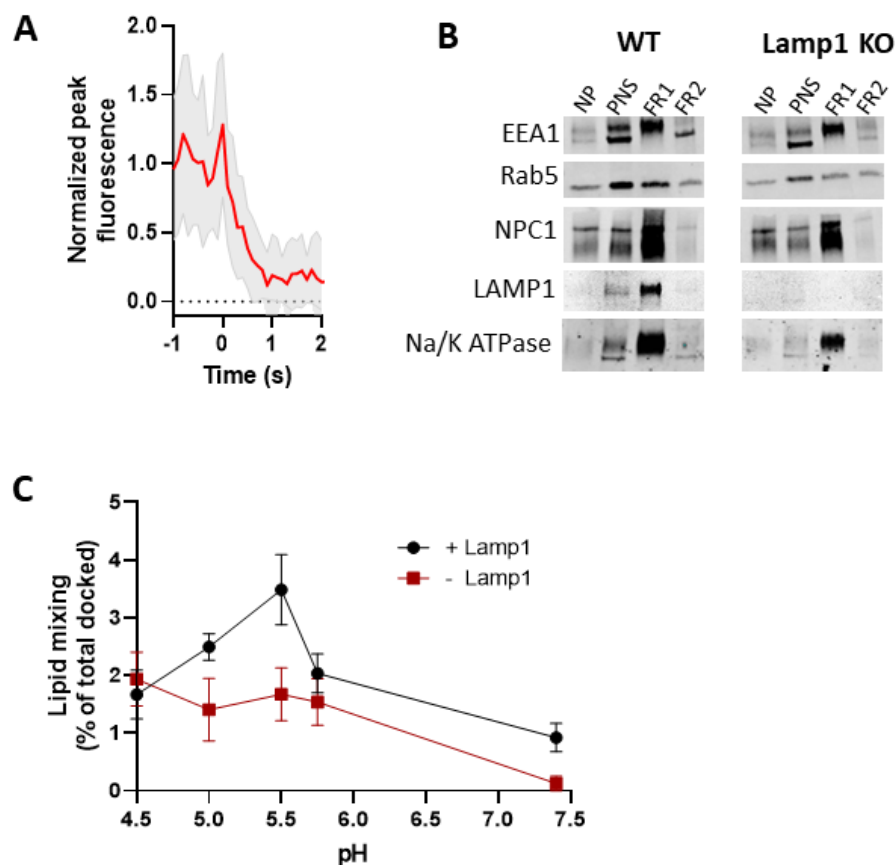 A
Normalized peak
fluorescence
2.0
1.5
1.0
0.5
0.0
-1 0 1 2
Time (s)
B
WT Lamp1 KO
NP PNS FR1 FR2 NP PNS FR1 FR2
EEA1
Rab5
NPC1
LAMP1
Na/K ATPase
C
Lipid mixing
(% of total docked)
5
4
3
2
1
0
+ Lamp1
- Lamp1
4.5 5.0 5.5 6.0 6.5 7.0 7.5
pH